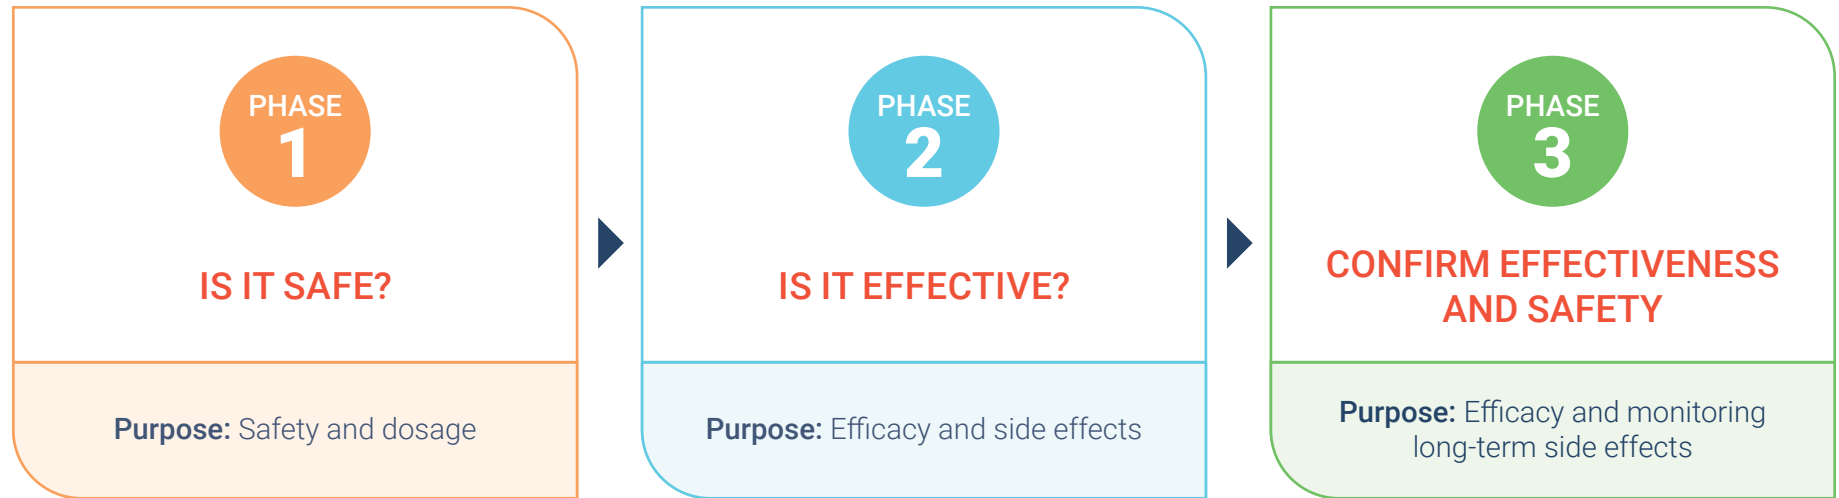 PHASE
1
IS IT SAFE?
Purpose: Safety and dosage
PHASE
2
IS IT EFFECTIVE?
Purpose: Efficacy and side effects
PHASE
3
CONFIRM EFFECTIVENESS
AND SAFETY
Purpose: Efficacy and monitoring
long-term side effects